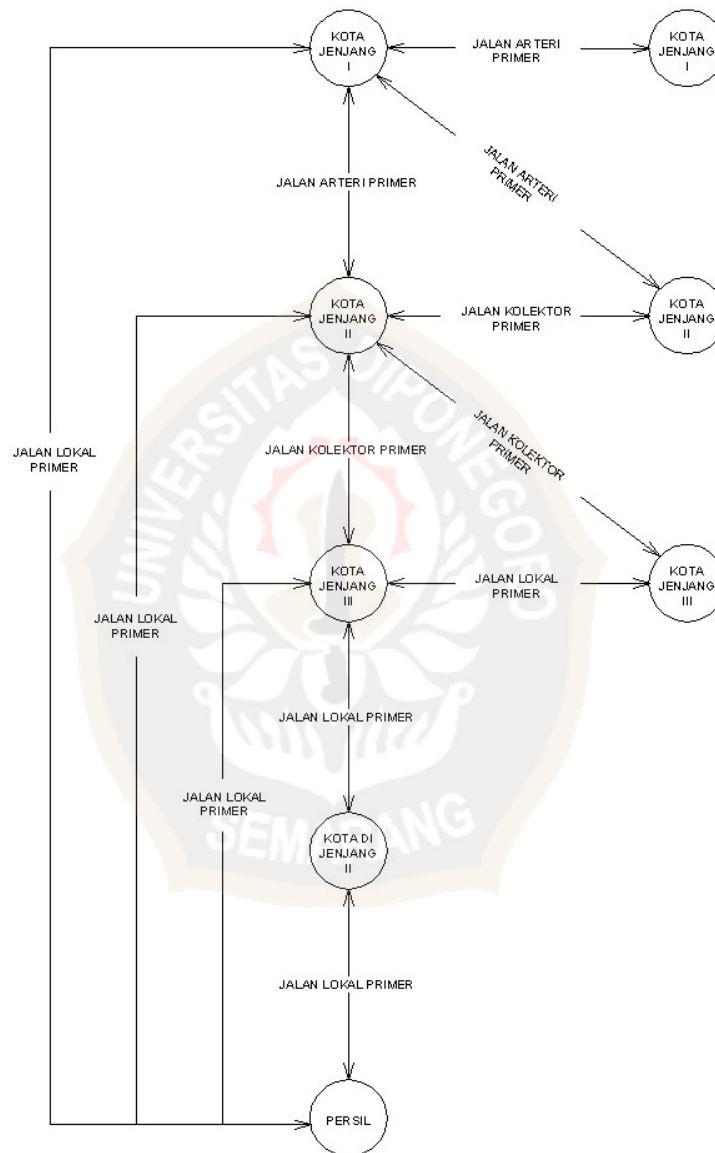 KOTA
JENJANG
I
JALAN ARTERI
PRIMER
KOTA
JENJANG
I
JALAN ARTERI PRIMER
JALAN ARTERI
PRIMER
KOTA
JENJANG
II
JALAN KOLEKTOR
PRIMER
KOTA
JENJANG
II
JALAN LOKAL
PRIMER
JALAN KOLEKTOR PRIMER
JALAN KOLEKTOR
PRIMER
KOTA
JENJANG
III
JALAN LOKAL
PRIMER
KOTA
JENJANG
III
JALAN LOKAL
PRIMER
JALAN LOKAL PRIMER
JALAN LOKAL
PRIMER
KOTA DI
JENJANG
II
JALAN LOKAL PRIMER
PERSIL
UNIVERSITAS DIPONEGORO
SEMARANG